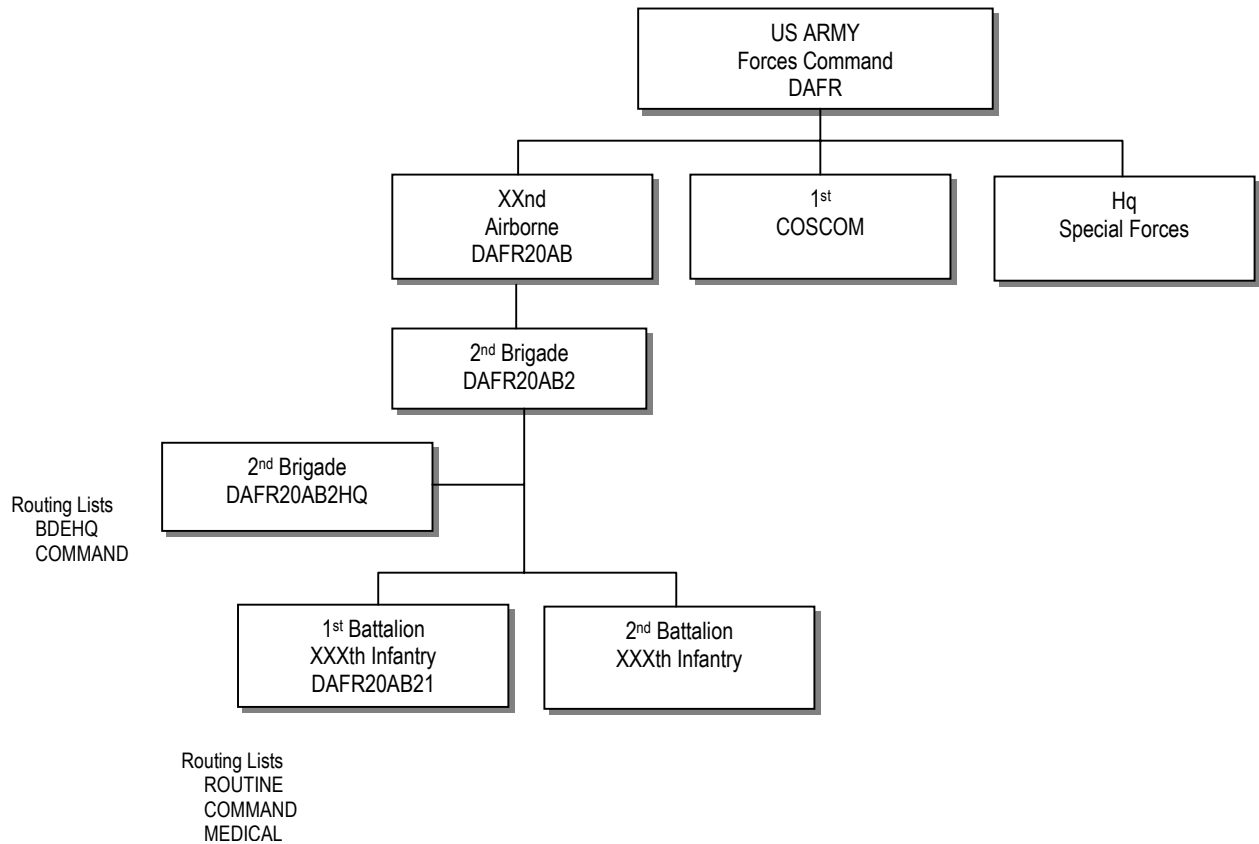 US ARMY
Forces Command
DAFR
XXnd
Airborne
DAFR20AB
1st
COSCOM
Hq
Special Forces
2nd Brigade
DAFR20AB2
2nd Brigade
DAFR20AB2HQ
Routing Lists
BDEHQ
COMMAND
1st Battalion
XXXth Infantry
DAFR20AB21
2nd Battalion
XXXth Infantry
Routing Lists
ROUTINE
COMMAND
MEDICAL